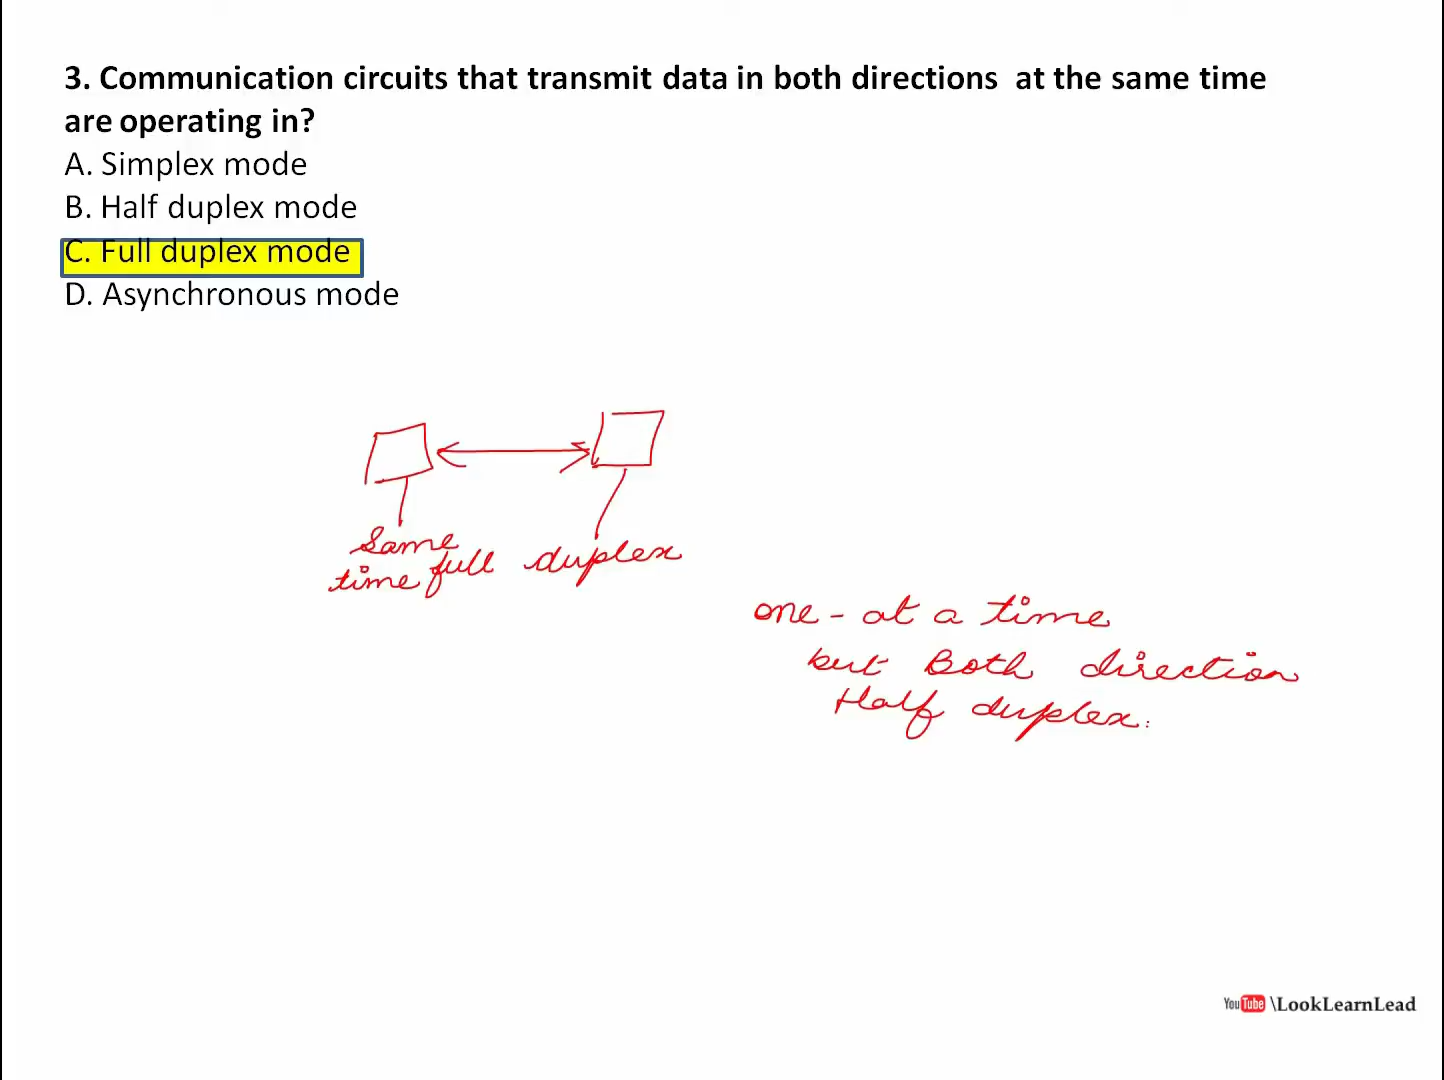 3. Communication circuits that transmit data in both directions at the same time
are operating in?
A. Simplex mode
B. Half duplex mode
C. Full duplex mode
D. Asynchronous mode
Same
time full duplex
one - at a time
but Both direction
Half duplex.
YouTube \LookLearnLead